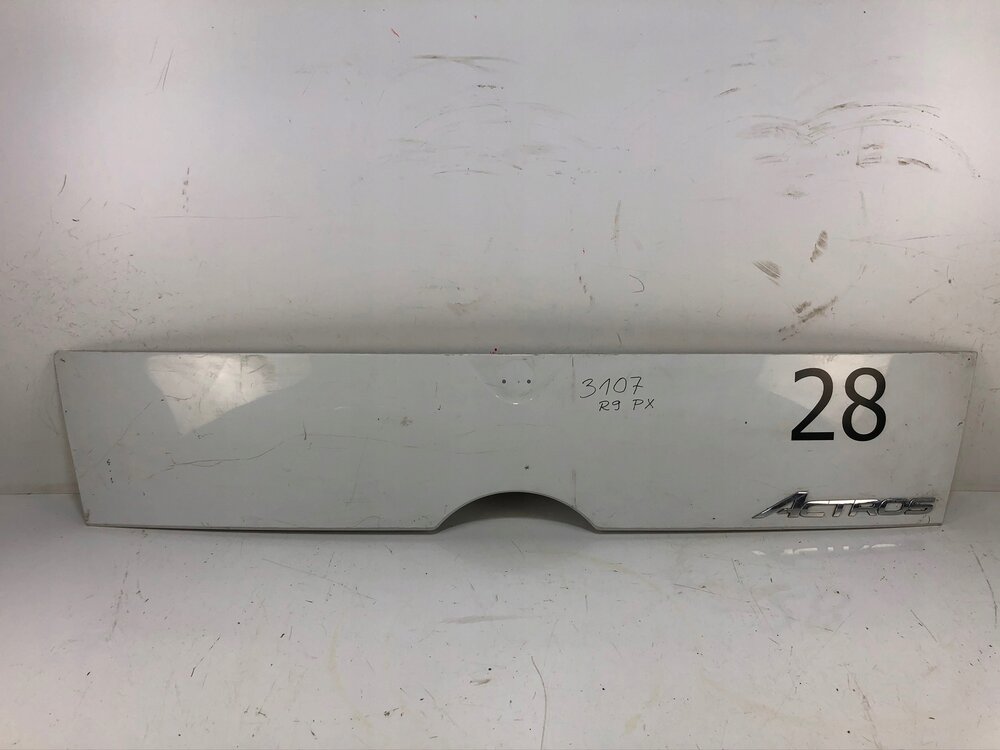 3107
R9 PX
28
ACTROS